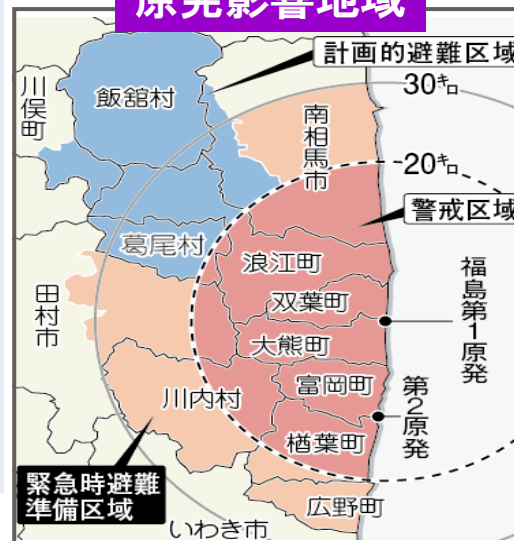 原発影響地域
計画的避難区域
30キロ
飯舘村
川俣町
南相馬市
20キロ
警戒区域
葛尾村
浪江町
双葉町
福島第1原発
田村市
大熊町
富岡町
第2原発
川内村
楢葉町
緊急時避難
準備区域
広野町
いわき市